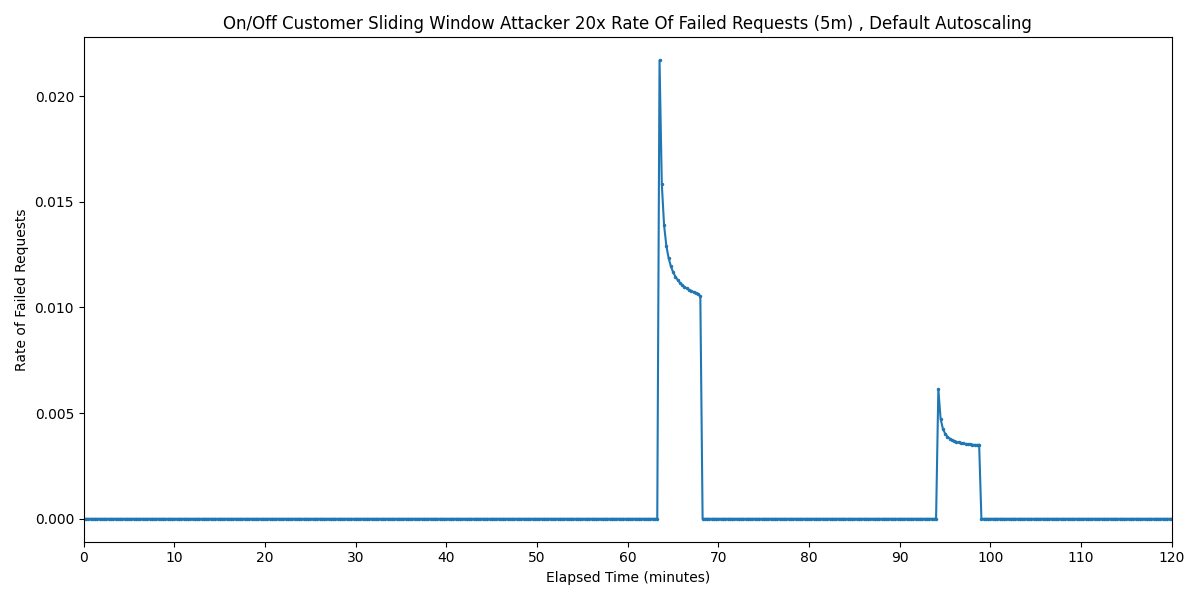 On/Off Customer Sliding Window Attacker 20x Rate Of Failed Requests (5m) , Default Autoscaling
0.020
0.015
0.010
0.005
0.000
Rate of Failed Requests
0 10 20 30 40 50 60 70 80 90 100 110 120
Elapsed Time (minutes)